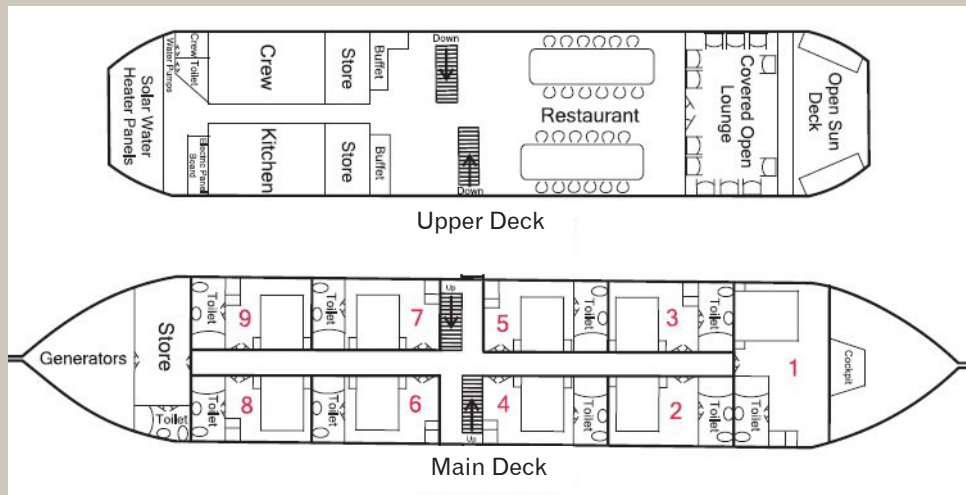 Solar Water
Heater Panels
Water Pumps
Crew Toilet
Crew
Store
Buffet
Down
Electric Panel
Board
Kitchen
Store
Buffet
Down
Restaurant
Covered Open
Lounge
Open Sun
Deck
Upper Deck
Generators
Store
Toilet
Toilet
9
Toilet
7
Up
5
Toilet
3
Toilet
1
Cockpit
Toilet
8
Toilet
6
Up
4
Toilet
2
Toilet
Toilet
Main Deck